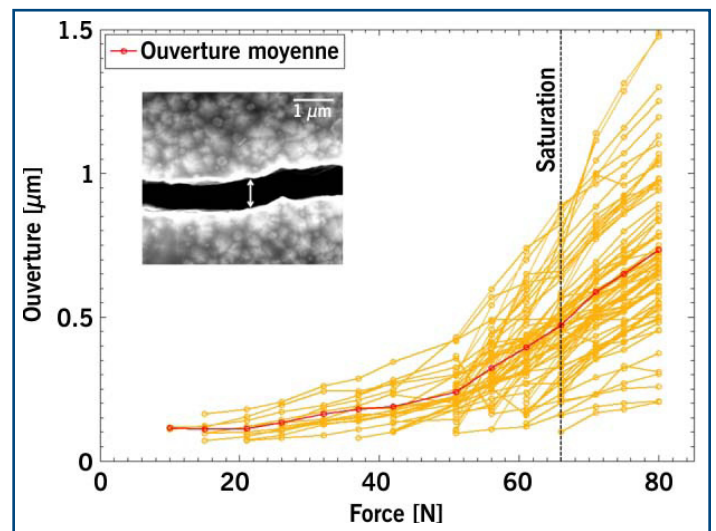 1.5
Ouverture moyenne
1 μm
Saturation
1
Ouverture [μm]
0.5
0
0
20
40
60
80
Force [N]